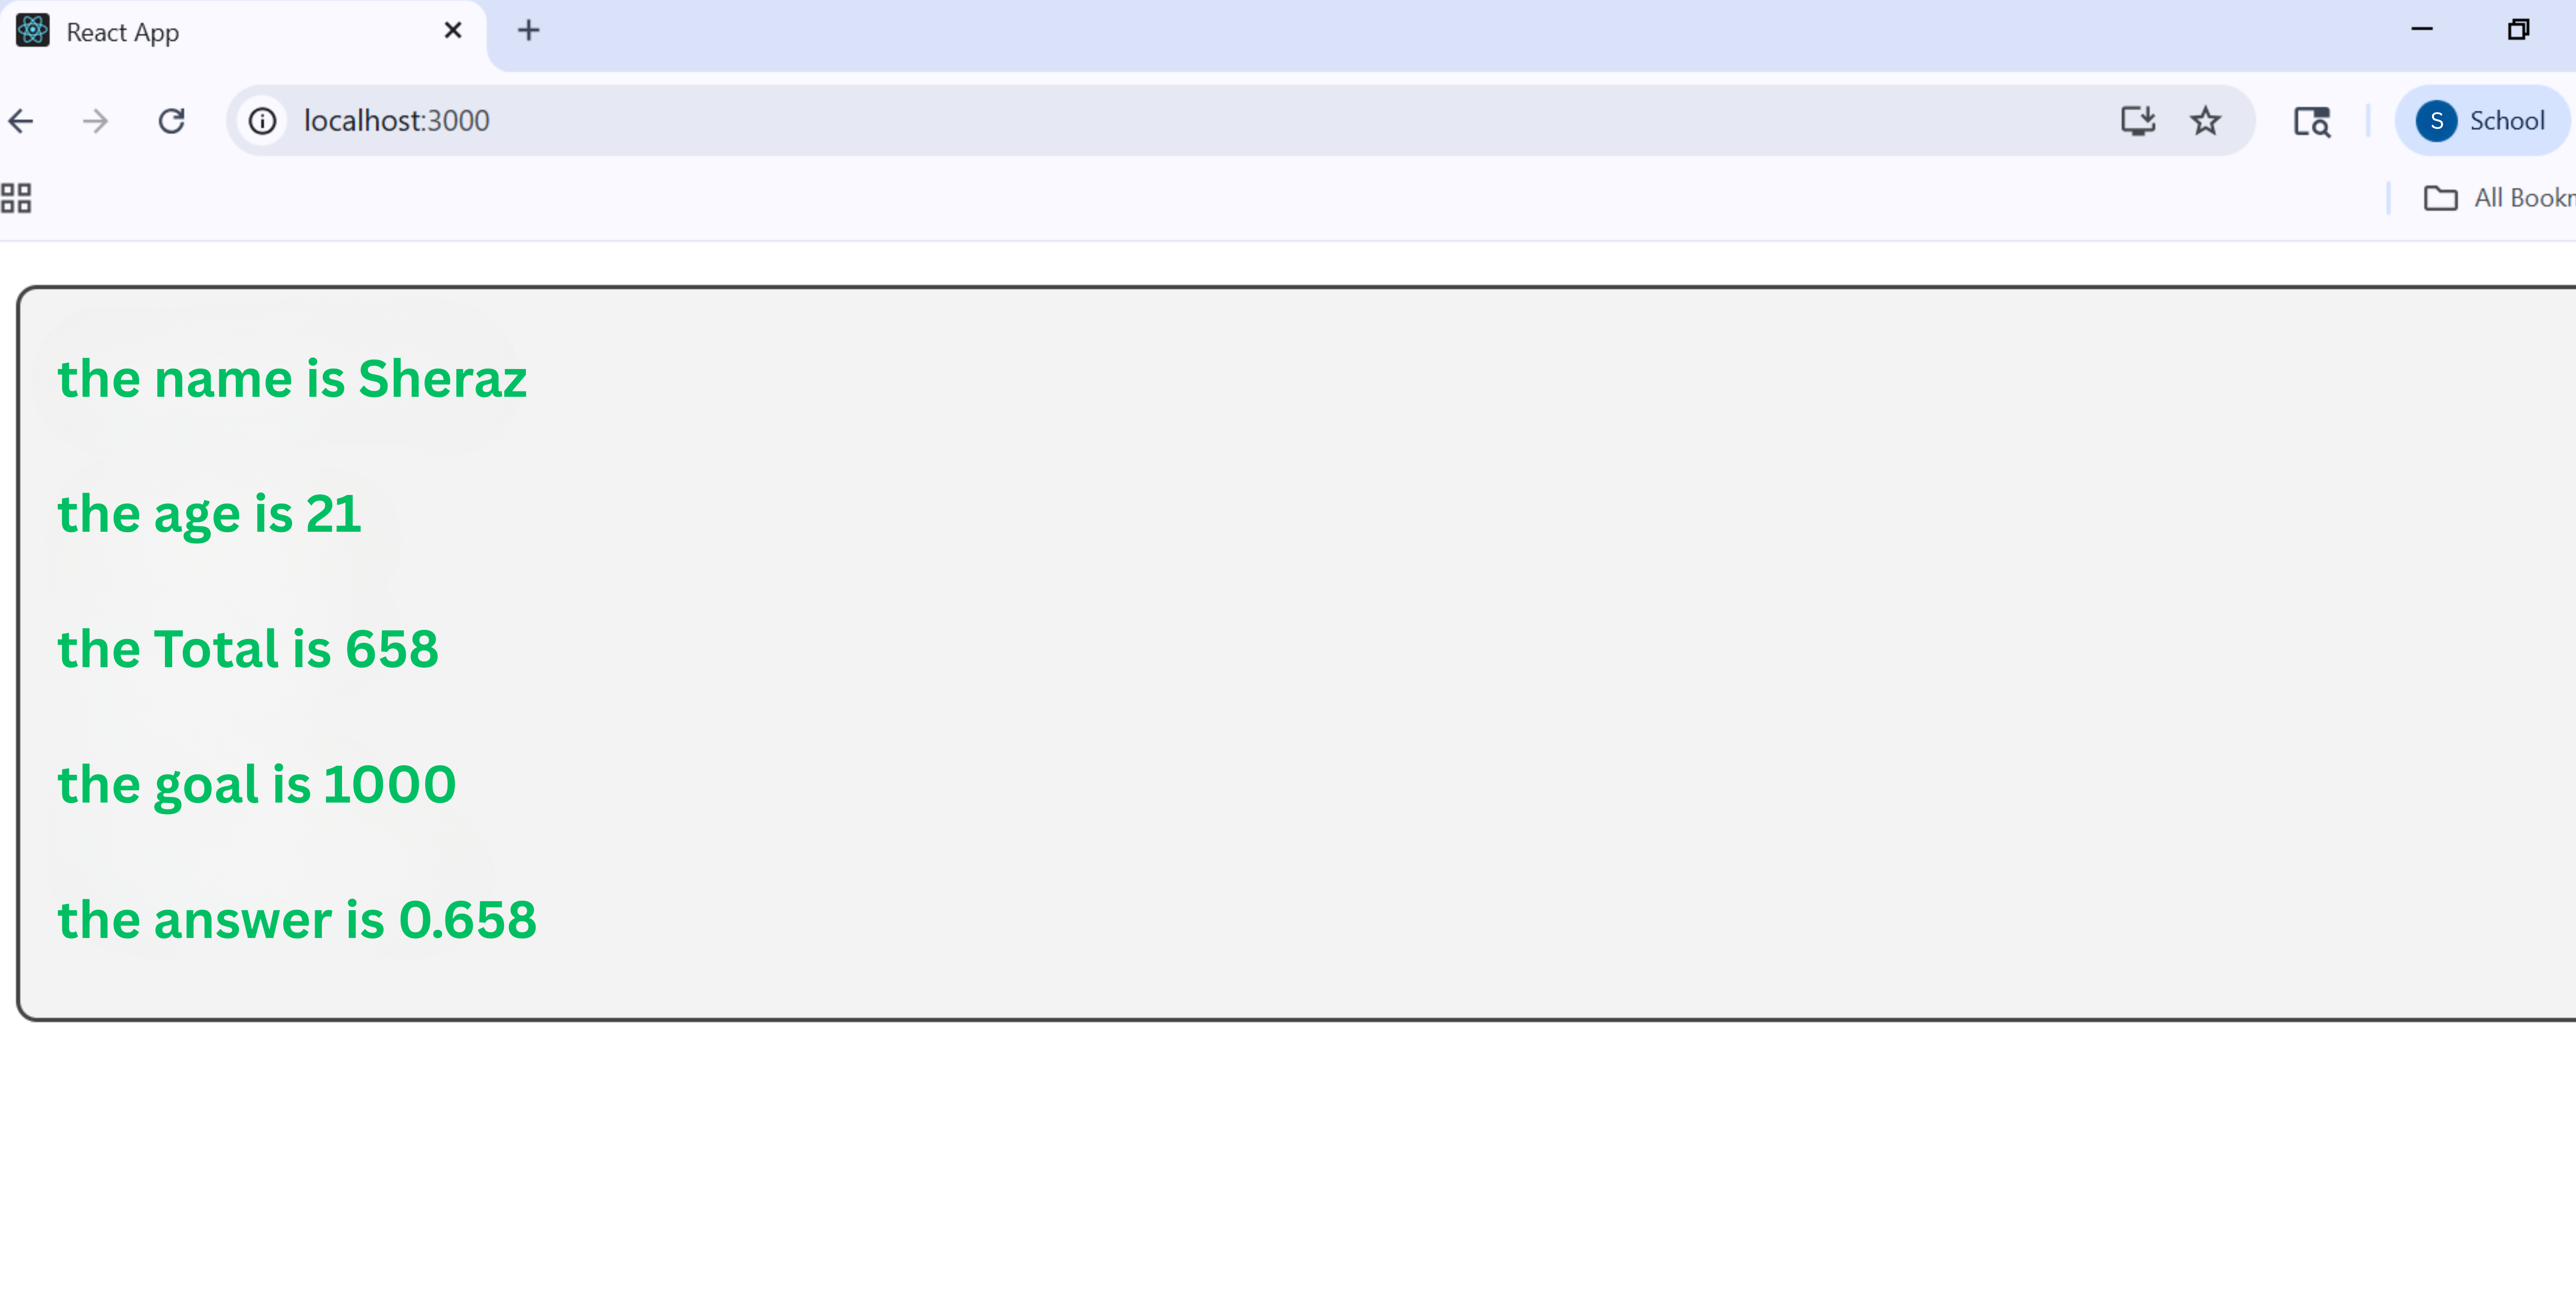 React App
localhost:3000
S School
All Book
the name is Sheraz
the age is 21
the Total is 658
the goal is 1000
the answer is 0.658